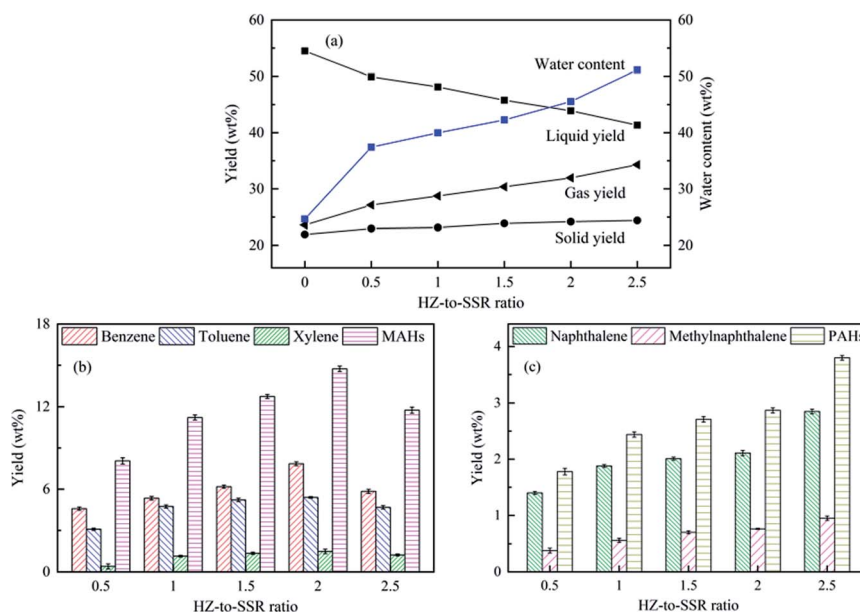 (a)
Water content
Liquid yield
Gas yield
Solid yield
Yield (wt%)
60
50
40
30
20
60
50
40
30
20
Water content (wt%)
0 0.5 1 1.5 2 2.5
HZ-to-SSR ratio
Benzene Toluene Xylene MAHs
(b)
Yield (wt%)
18
12
6
0
0.5 1 1.5 2 2.5
HZ-to-SSR ratio
Naphthalene Methylnaphthalene PAHs
(c)
Yield (wt%)
4
3
2
1
0
0.5 1 1.5 2 2.5
HZ-to-SSR ratio